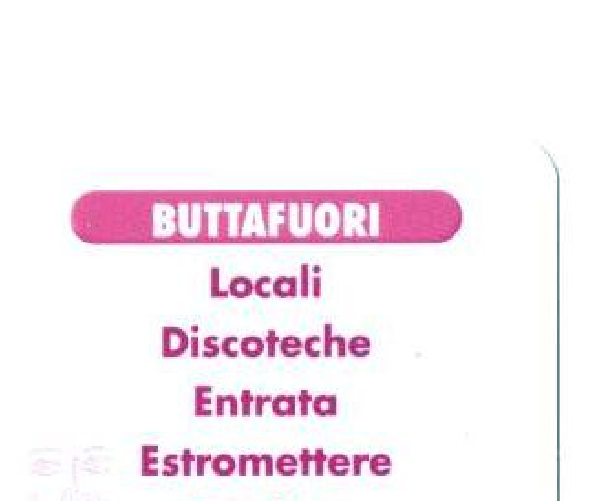 BUTTAFUORI
Locali
Discoteche
Entrata
Estromettere